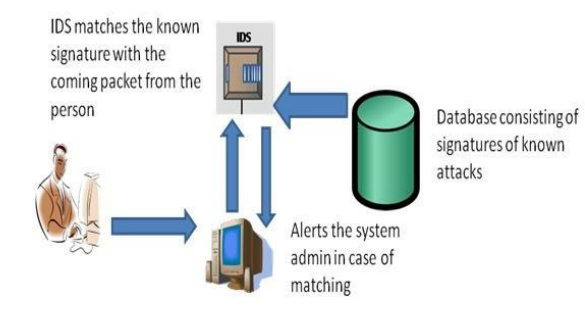 IDS matches the known
signature with the
coming packet from the
person
IDS
Database consisting of
signatures of known
attacks
Alerts the system
admin in case of
matching